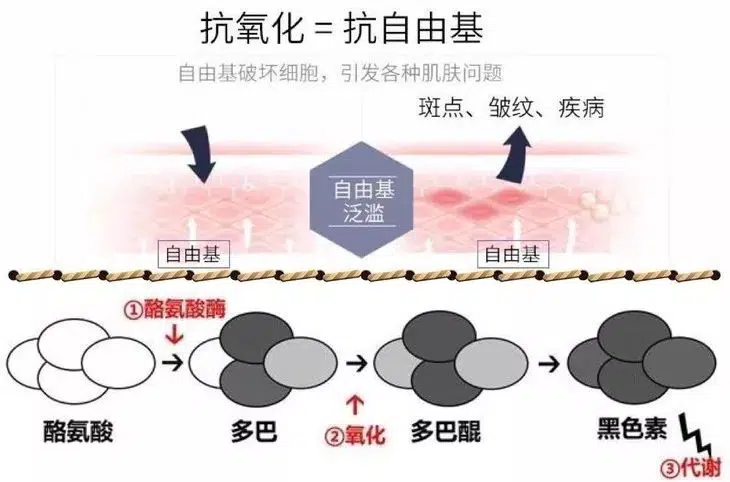 抗氧化 = 抗自由基
自由基破坏细胞，引发各种肌肤问题
斑点、皱纹、疾病
自由基
泛滥
自由基
自由基
①酪氨酸酶
酪氨酸
多巴
②氧化
多巴醌
黑色素
③代谢